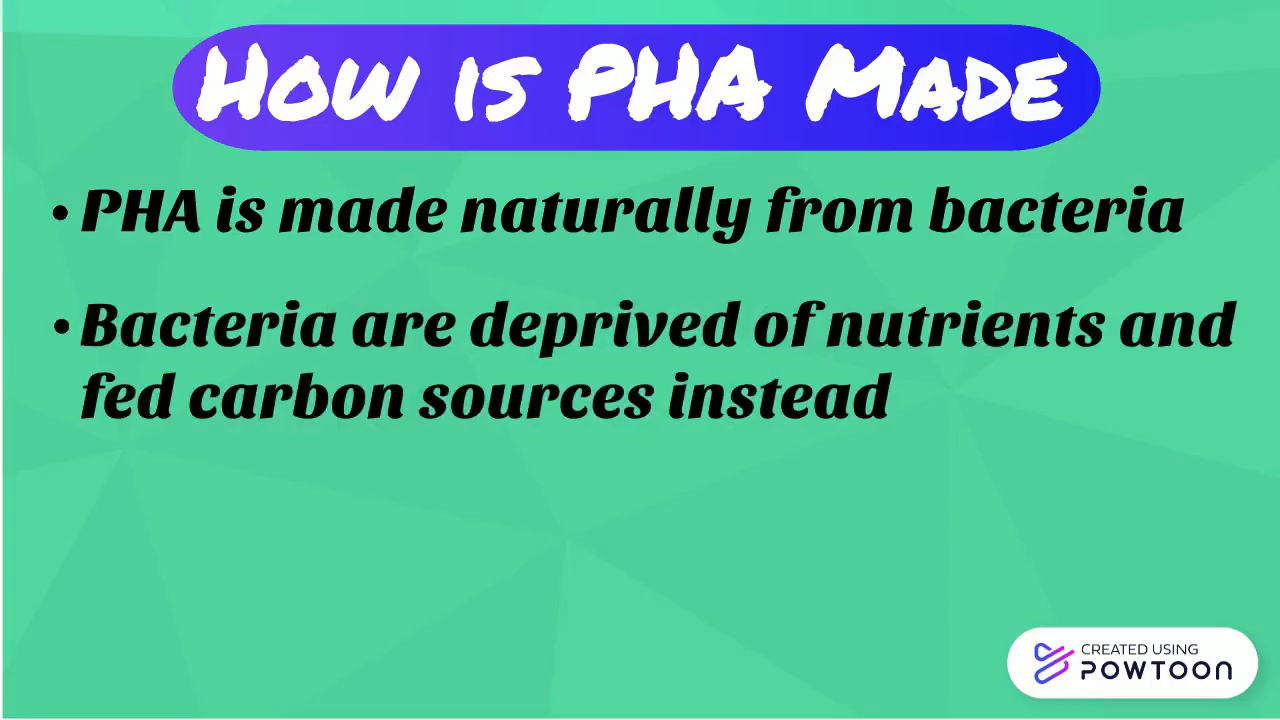 How is PHA Made
• PHA is made naturally from bacteria
• Bacteria are deprived of nutrients and
fed carbon sources instead
CREATED USING
POWTOON